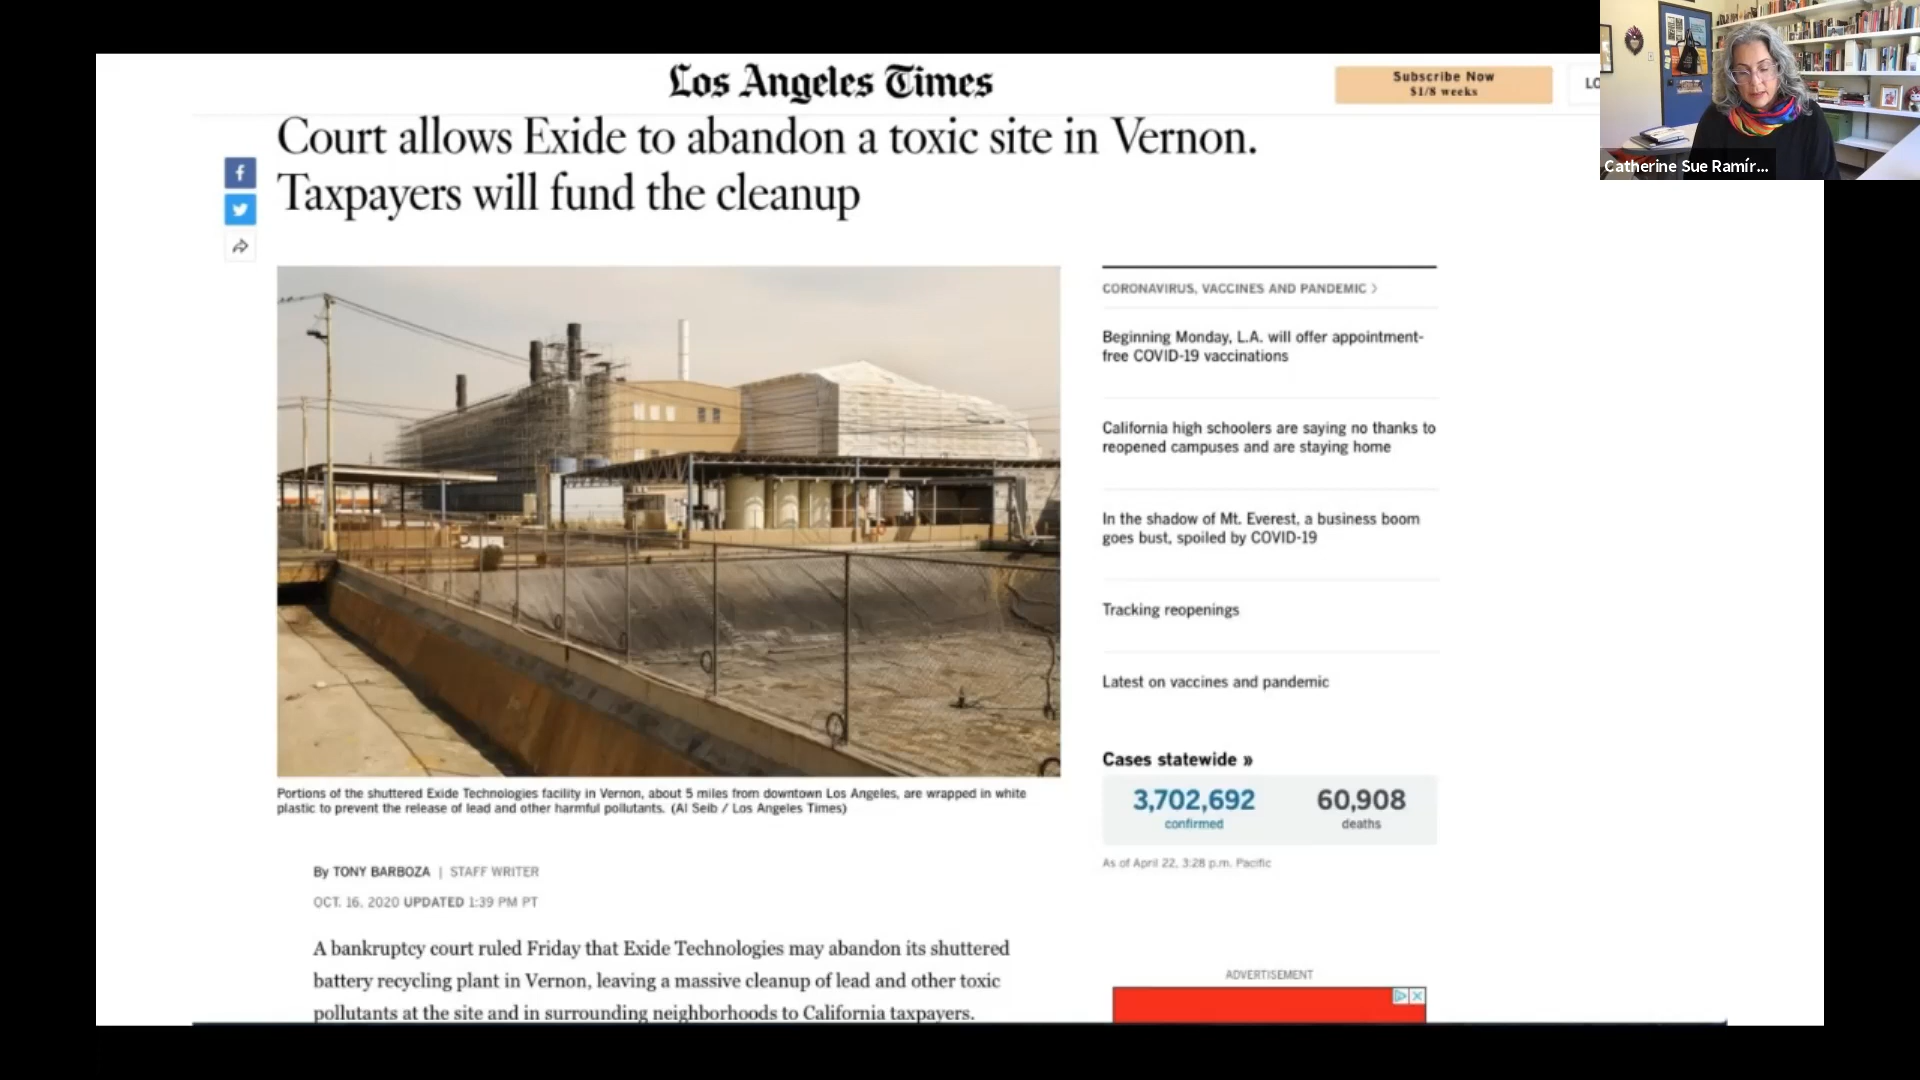 Los Angeles Times
Subscribe Now
$1/8 weeks
LO
Court allows Exide to abandon a toxic site in Vernon.
Taxpayers will fund the cleanup
Catherine Sue Ramír...
CORONAVIRUS, VACCINES AND PANDEMIC >
Beginning Monday, L.A. will offer appointment-
free COVID-19 vaccinations
California high schoolers are saying no thanks to
reopened campuses and are staying home
In the shadow of Mt. Everest, a business boom
goes bust, spoiled by COVID-19
Tracking reopenings
Latest on vaccines and pandemic
Cases statewide »
3,702,692
confirmed
60,908
deaths
As of April 22, 3:28 p.m. Pacific
Portions of the shuttered Exide Technologies facility in Vernon, about 5 miles from downtown Los Angeles, are wrapped in white
plastic to prevent the release of lead and other harmful pollutants. (Al Seib / Los Angeles Times)
By TONY BARBOZA | STAFF WRITER
OCT. 16, 2020 UPDATED 1:39 PM PT
A bankruptcy court ruled Friday that Exide Technologies may abandon its shuttered
battery recycling plant in Vernon, leaving a massive cleanup of lead and other toxic
pollutants at the site and in surrounding neighborhoods to California taxpayers.
ADVERTISEMENT